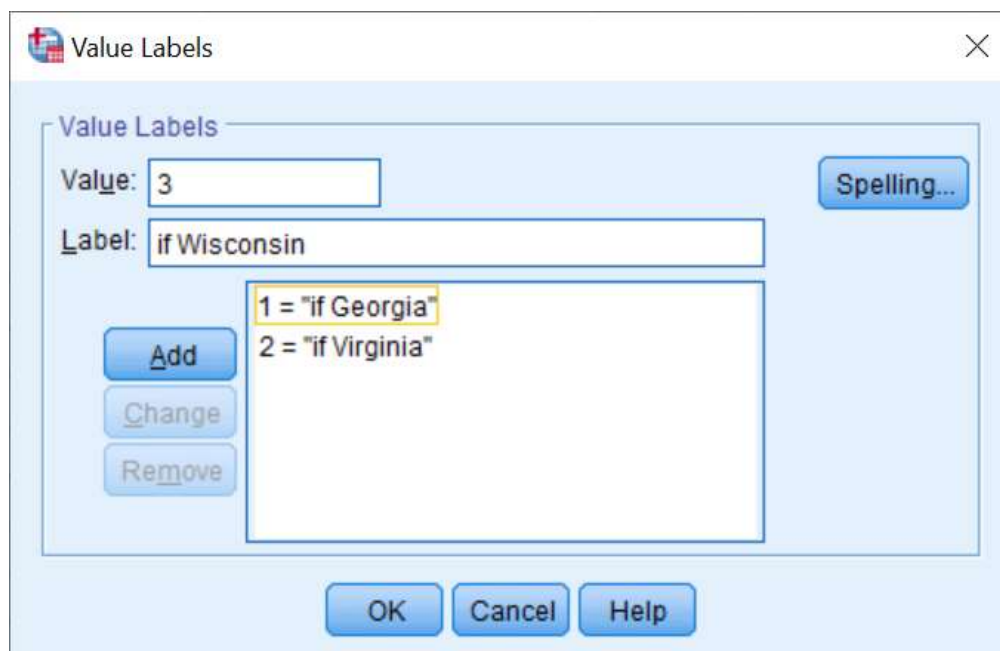 Value Labels
Value Labels
Value: 3
Spelling...
Label: if Wisconsin
1 = "if Georgia"
2 = "if Virginia"
Add
Change
Remove
OK Cancel Help